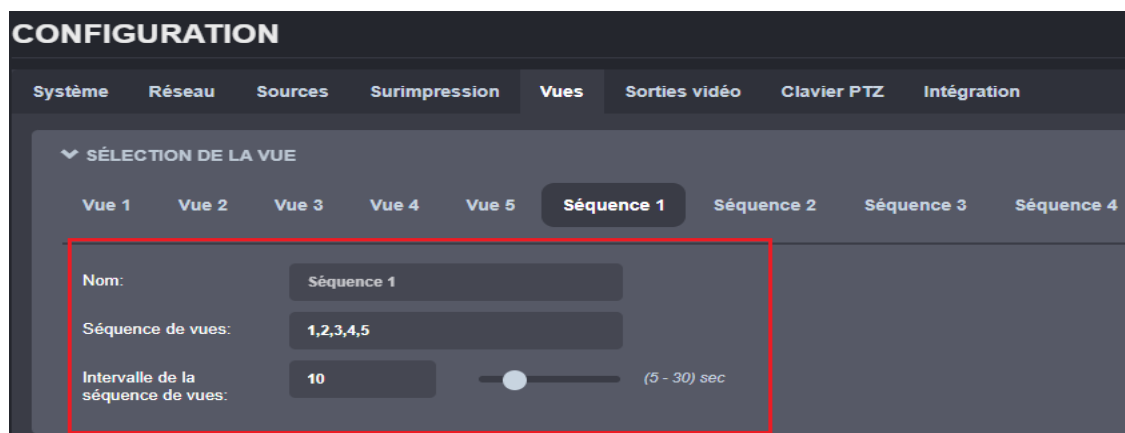 CONFIGURATION
Système Réseau Sources Surimpression Vues Sorties vidéo Clavier PTZ Intégration
SÉLECTION DE LA VUE
Vue 1 Vue 2 Vue 3 Vue 4 Vue 5 Séquence 1 Séquence 2 Séquence 3 Séquence 4
Nom: Séquence 1
Séquence de vues: 1,2,3,4,5
Intervalle de la
séquence de vues: 10 (5 - 30) sec